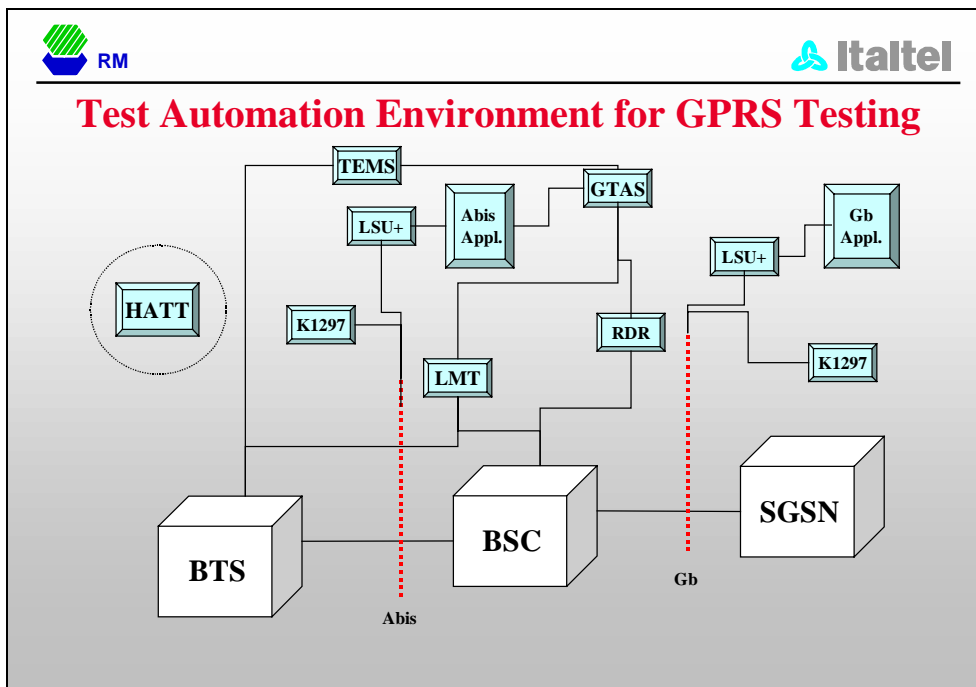 RM
Italtel
Test Automation Environment for GPRS Testing
TEMS
GTAS
LSU+
Abis
Appl.
Gb
Appl.
LSU+
HATT
K1297
RDR
LMT
K1297
BTS
BSC
SGSN
Abis
Gb